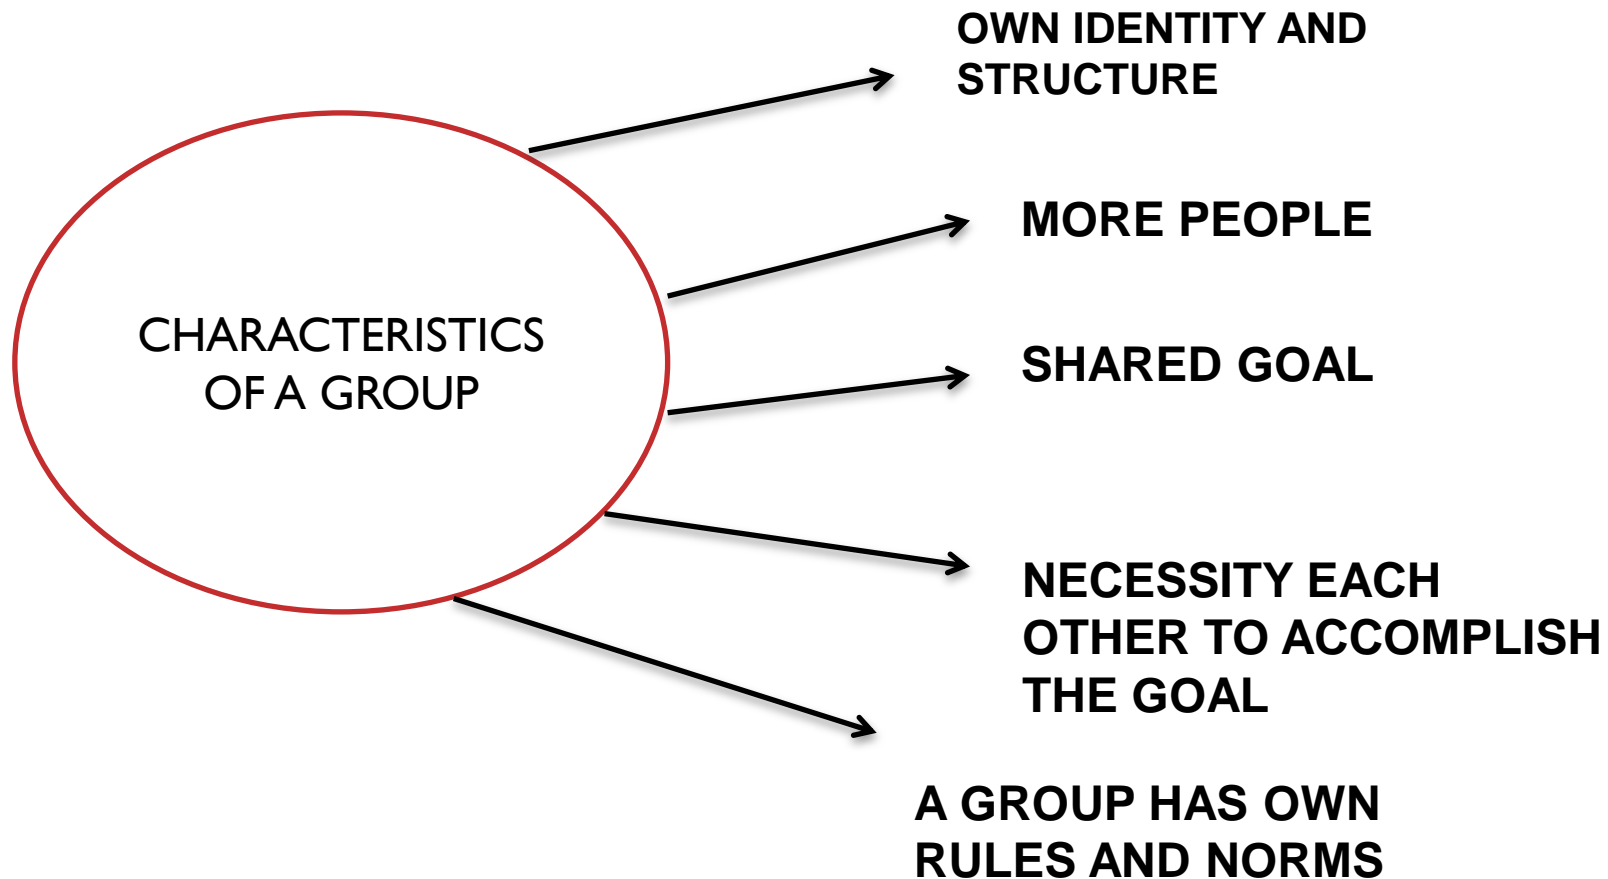 OWN IDENTITY AND
STRUCTURE
MORE PEOPLE
CHARACTERISTICS
OF A GROUP
SHARED GOAL
NECESSITY EACH
OTHER TO ACCOMPLISH
THE GOAL
A GROUP HAS OWN
RULES AND NORMS